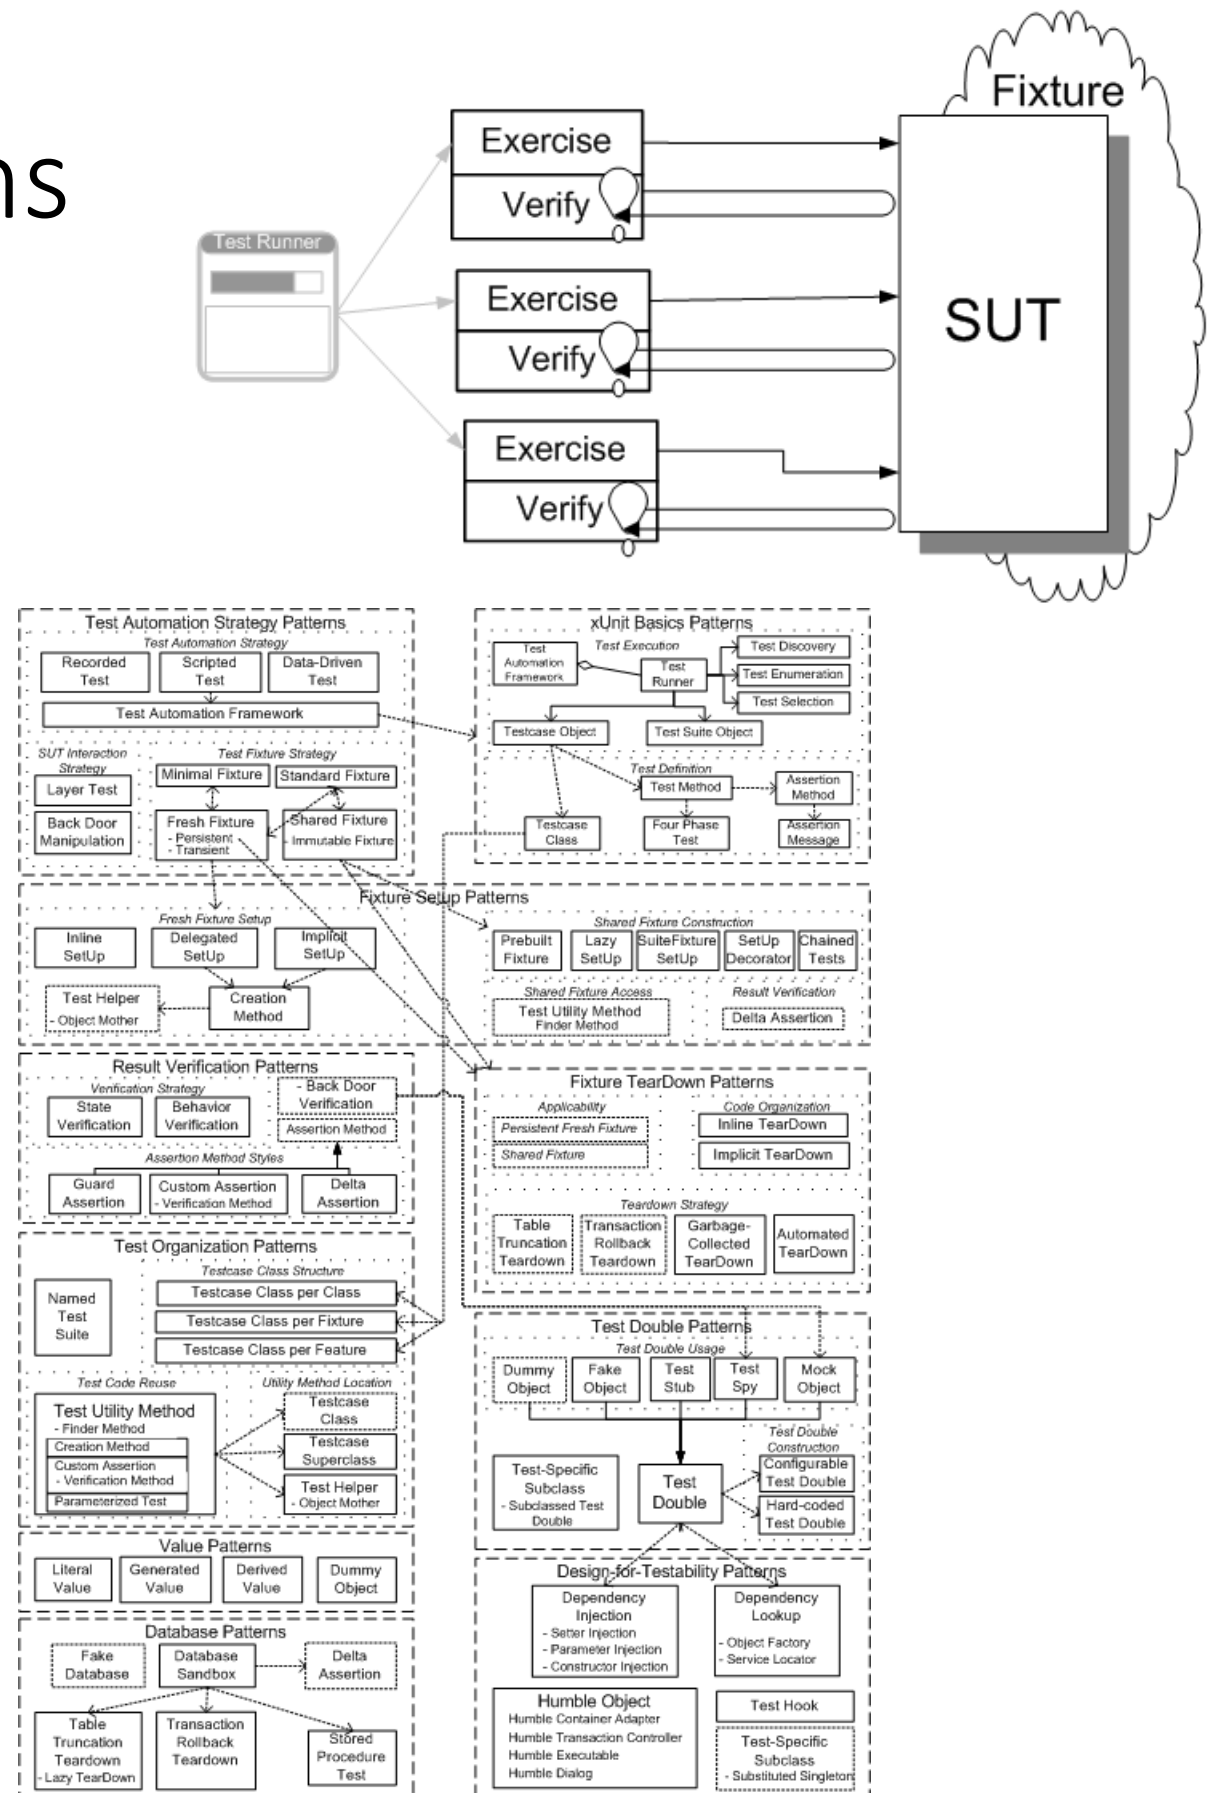 ns
Fixture
Exercise
Verify
Test Runner
Exercise
Verify
SUT
Exercise
Verify
Test Automation Strategy Patterns
Test Automation Strategy
Recorded
Test
Scripted
Test
Data-Driven
Test
Test Automation Framework
SUT Interaction
Strategy
Layer Test
Back Door
Manipulation
Test Fixture Strategy
Minimal Fixture
Standard Fixture
Fresh Fixture
- Persistent
- Transient
Shared Fixture
- Immutable Fixture
xUnit Basics Patterns
Test Execution
Test
Automation
Framework
Test
Runner
Test Discovery
Test Enumeration
Test Selection
Testcase Object
Test Suite Object
Test Definition
Test Method
Assertion
Method
Testcase
Class
Four Phase
Test
Assertion
Message
Fixture Setup Patterns
Fresh Fixture Setup
Inline
SetUp
Delegated
SetUp
Implicit
SetUp
Test Helper
- Object Mother
Creation
Method
Shared Fixture Construction
Prebuilt
Fixture
Lazy
SetUp
SuiteFixture
SetUp
SetUp
Decorator
Chained
Tests
Shared Fixture Access
Test Utility Method
Finder Method
Result Verification
Delta Assertion
Result Verification Patterns
Verification Strategy
State
Verification
Behavior
Verification
- Back Door
Verification
Assertion Method
Assertion Method Styles
Guard
Assertion
Custom Assertion
- Verification Method
Delta
Assertion
Fixture TearDown Patterns
Applicability
Persistent Fresh Fixture
Shared Fixture
Code Organization
Inline TearDown
Implicit TearDown
Teardown Strategy
Table
Truncation
Teardown
Transaction
Rollback
Teardown
Garbage-
Collected
TearDown
Automated
TearDown
Test Organization Patterns
Named
Test
Suite
Testcase Class Structure
Testcase Class per Class
Testcase Class per Fixture
Testcase Class per Feature
Test Code Reuse
Test Utility Method
- Finder Method
Creation Method
Custom Assertion
- Verification Method
Parameterized Test
Utility Method Location
Testcase
Class
Testcase
Superclass
Test Helper
- Object Mother
Test Double Patterns
Test Double Usage
Dummy
Object
Fake
Object
Test
Stub
Test
Spy
Mock
Object
Test-Specific
Subclass
- Subclassed Test
Double
Test
Double
Test Double
Construction
Configurable
Test Double
Hard-coded
Test Double
Value Patterns
Literal
Value
Generated
Value
Derived
Value
Dummy
Object
Database Patterns
Fake
Database
Database
Sandbox
Delta
Assertion
Table
Truncation
Teardown
- Lazy TearDown
Transaction
Rollback
Teardown
Stored
Procedure
Test
Design-for-Testability Patterns
Dependency
Injection
- Setter Injection
- Parameter Injection
- Constructor Injection
Dependency
Lookup
- Object Factory
- Service Locator
Humble Object
Humble Container Adapter
Humble Transaction Controller
Humble Executable
Humble Dialog
Test Hook
Test-Specific
Subclass
- Substituted Singleton